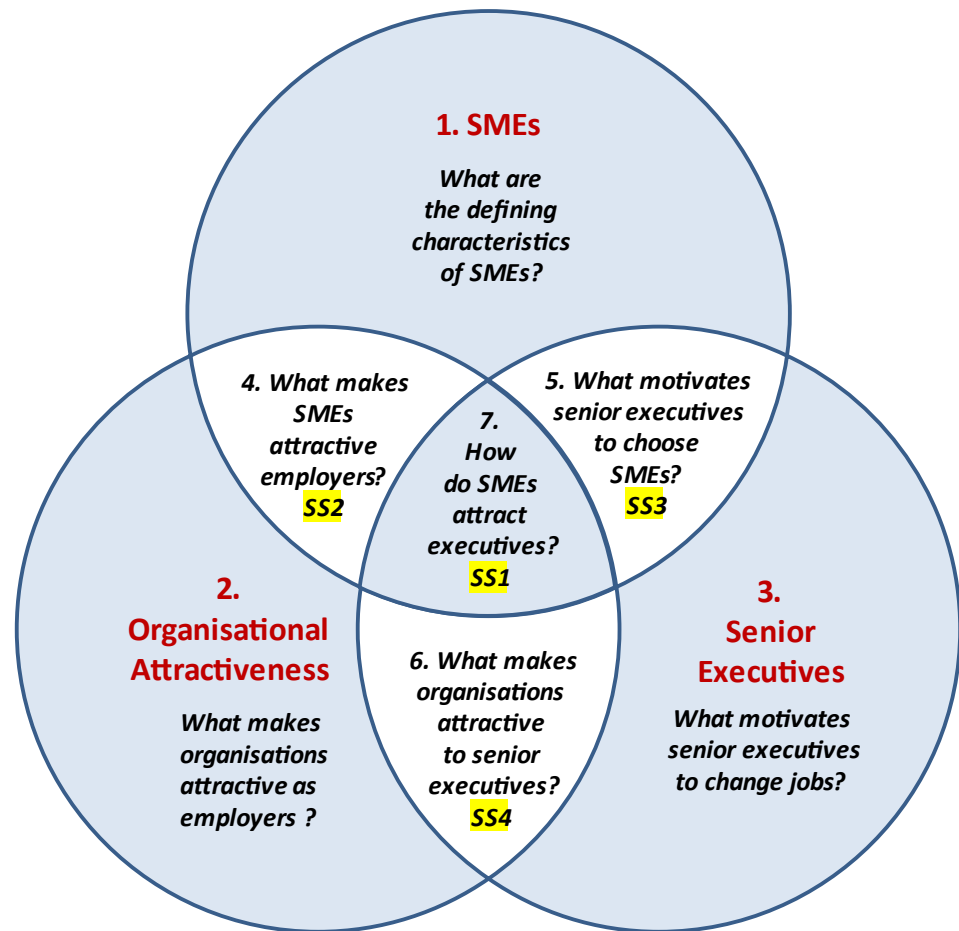 1. SMEs
What are
the defining
characteristics
of SMEs?
4. What makes
SMEs
attractive
employers?
SS2
5. What motivates
senior executives
to choose
SMEs?
SS3
7.
How
do SMEs
attract
executives?
SS1
2.
Organisational
Attractiveness
What makes
organisations
attractive as
employers ?
6. What makes
organisations
attractive
to senior
executives?
SS4
3.
Senior
Executives
What motivates
senior executives
to change jobs?